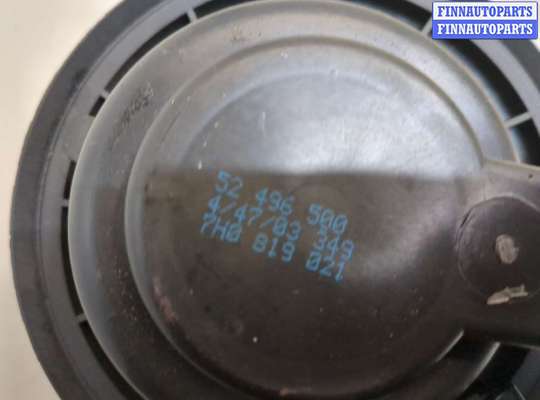 FINNAUTOPARTS
FINNAUTOPARTS
52 496 500
4/47/03 349
7H0 819 021